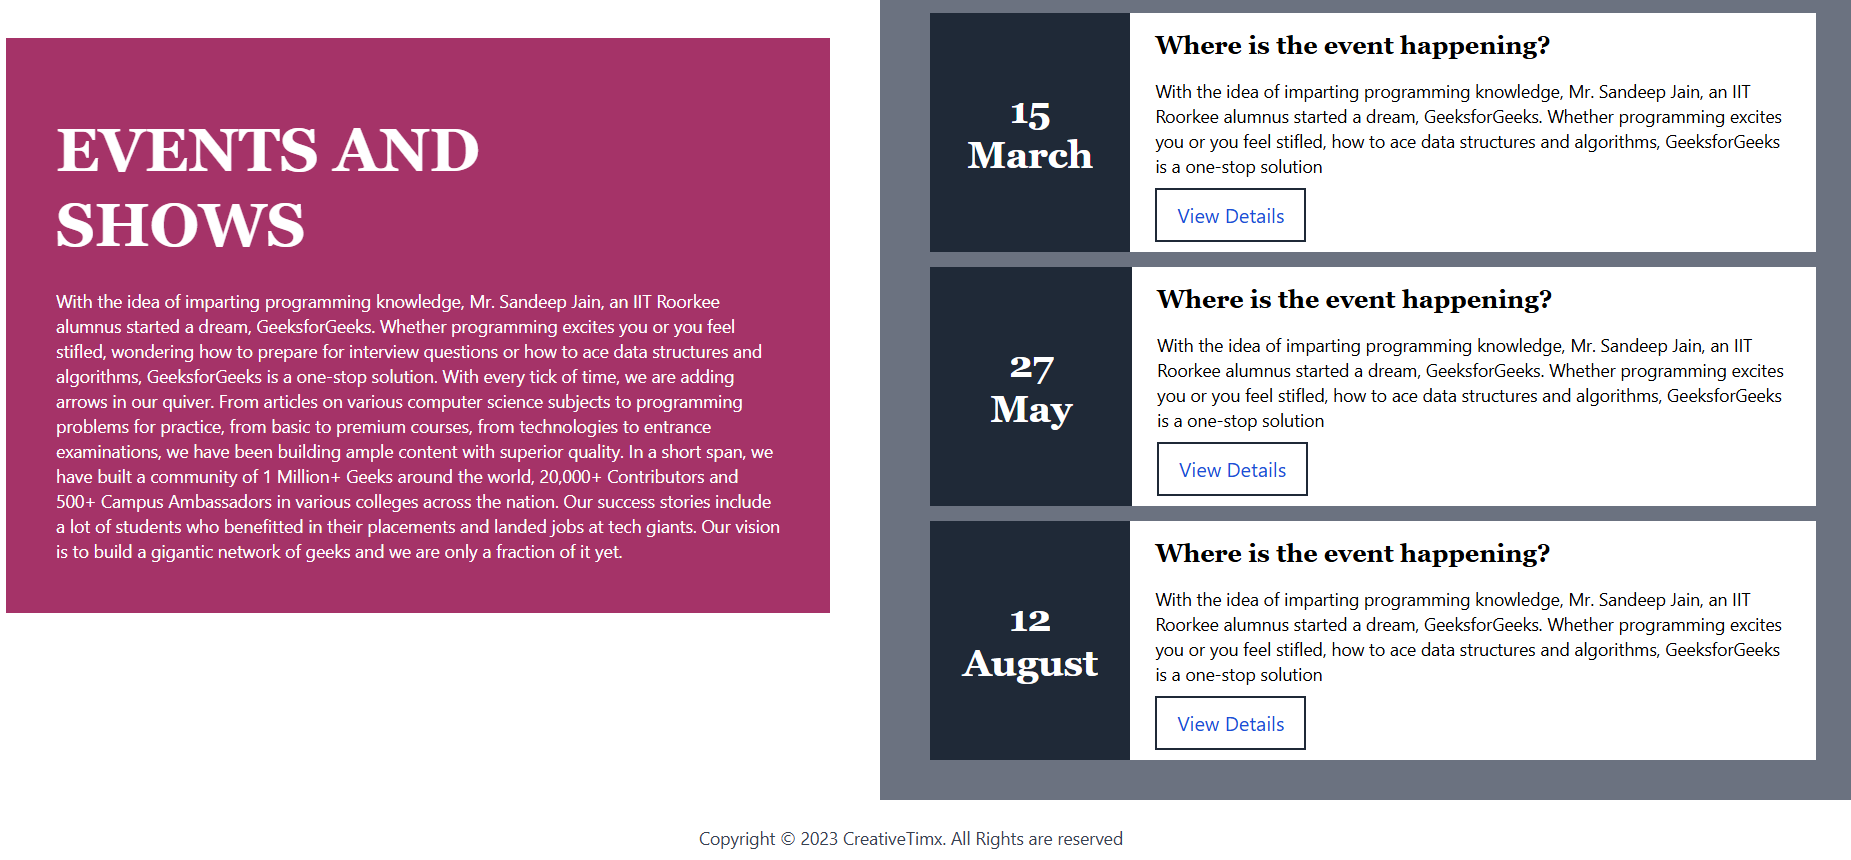 EVENTS AND
SHOWS
With the idea of imparting programming knowledge, Mr. Sandeep Jain, an IIT Roorkee
alumnus started a dream, GeeksforGeeks. Whether programming excites you or you feel
stifled, wondering how to prepare for interview questions or how to ace data structures and
algorithms, GeeksforGeeks is a one-stop solution. With every tick of time, we are adding
arrows in our quiver. From articles on various computer science subjects to programming
problems for practice, from basic to premium courses, from technologies to entrance
examinations, we have been building ample content with superior quality. In a short span, we
have built a community of 1 Million+ Geeks around the world, 20,000+ Contributors and
500+ Campus Ambassadors in various colleges across the nation. Our success stories include
a lot of students who benefitted in their placements and landed jobs at tech giants. Our vision
is to build a gigantic network of geeks and we are only a fraction of it yet.
15
March
Where is the event happening?
With the idea of imparting programming knowledge, Mr. Sandeep Jain, an IIT
Roorkee alumnus started a dream, GeeksforGeeks. Whether programming excites
you or you feel stifled, how to ace data structures and algorithms, GeeksforGeeks
is a one-stop solution
View Details
27
May
Where is the event happening?
With the idea of imparting programming knowledge, Mr. Sandeep Jain, an IIT
Roorkee alumnus started a dream, GeeksforGeeks. Whether programming excites
you or you feel stifled, how to ace data structures and algorithms, GeeksforGeeks
is a one-stop solution
View Details
12
August
Where is the event happening?
With the idea of imparting programming knowledge, Mr. Sandeep Jain, an IIT
Roorkee alumnus started a dream, GeeksforGeeks. Whether programming excites
you or you feel stifled, how to ace data structures and algorithms, GeeksforGeeks
is a one-stop solution
View Details
Copyright © 2023 CreativeTimx. All Rights are reserved